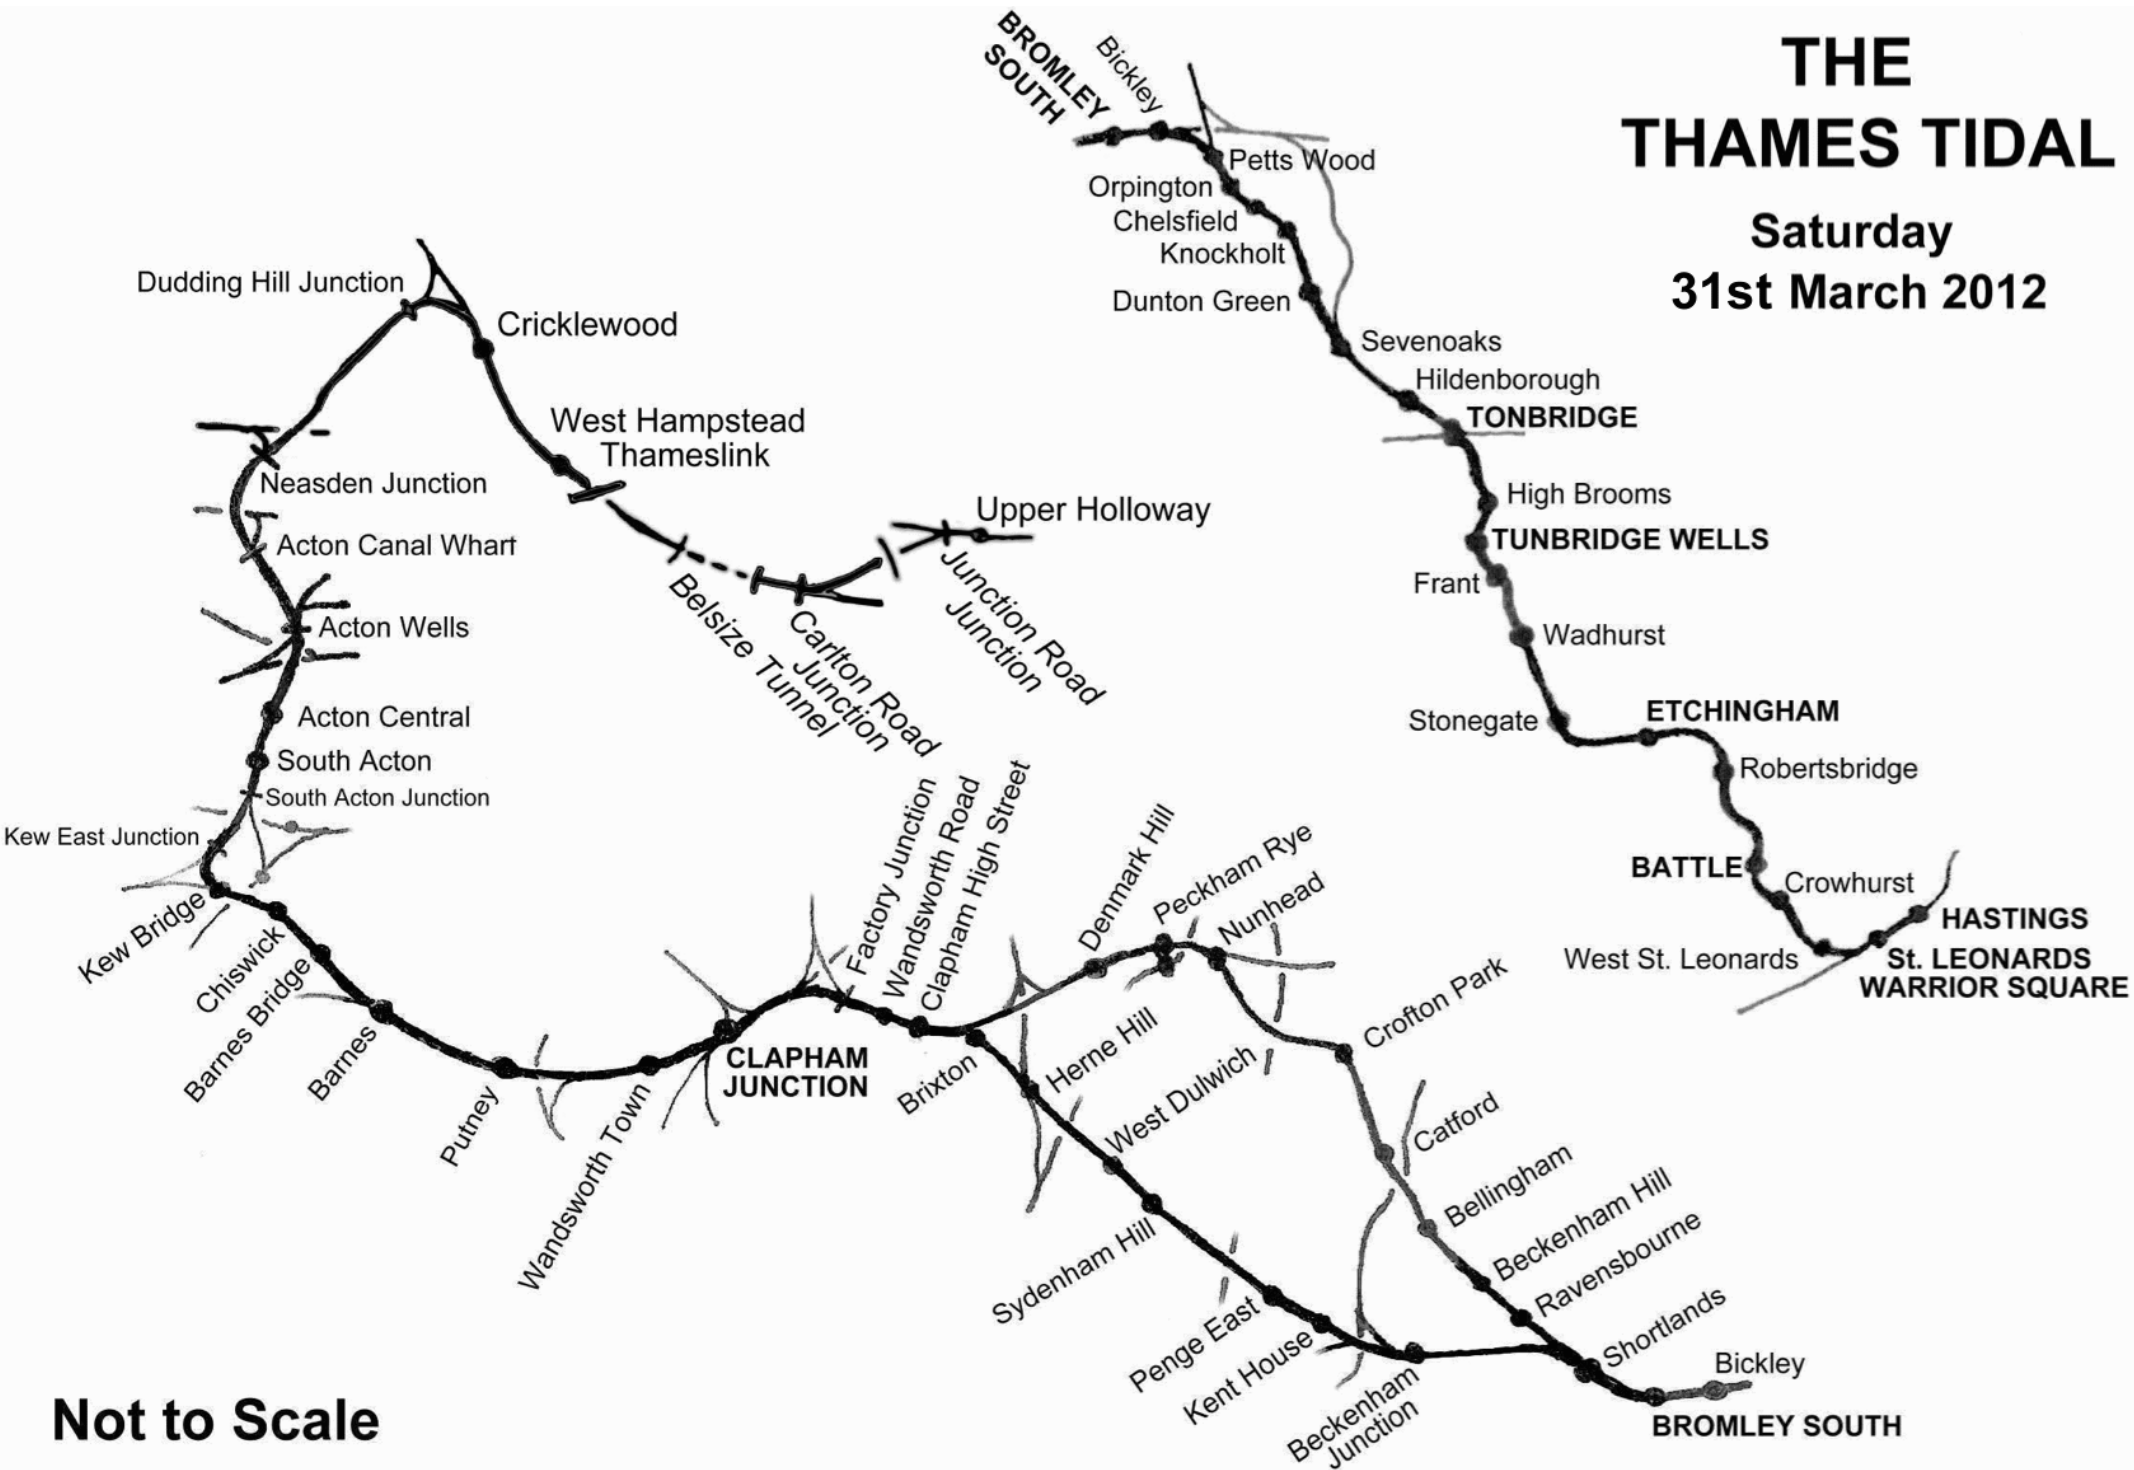 THE
THAMES TIDAL
Saturday
31st March 2012
BROMLEY
SOUTH
Bickley
Petts Wood
Orpington
Chelsfield
Knockholt
Dunton Green
Sevenoaks
Hildenborough
TONBRIDGE
High Brooms
TUNBRIDGE WELLS
Frant
Wadhurst
Stonegate
ETCHINGHAM
Robertsbridge
BATTLE
Crowhurst
HASTINGS
West St. Leonards
St. LEONARDS
WARRIOR SQUARE
Dudding Hill Junction
Cricklewood
West Hampstead
Thameslink
Upper Holloway
Junction Road
Junction
Carlton Road
Junction
Belsize Tunnel
Neasden Junction
Acton Canal Wharf
Acton Wells
Acton Central
South Acton
South Acton Junction
Kew East Junction
Kew Bridge
Chiswick
Barnes Bridge
Barnes
Putney
Wandsworth Town
CLAPHAM
JUNCTION
Factory Junction
Wandsworth Road
Clapham High Street
Brixton
Denmark Hill
Peckham Rye
Nunhead
Herne Hill
West Dulwich
Crofton Park
Catford
Bellingham
Beckenham Hill
Ravensbourne
Shortlands
Sydenham Hill
Penge East
Kent House
Beckenham
Junction
Bickley
BROMLEY SOUTH
Not to Scale